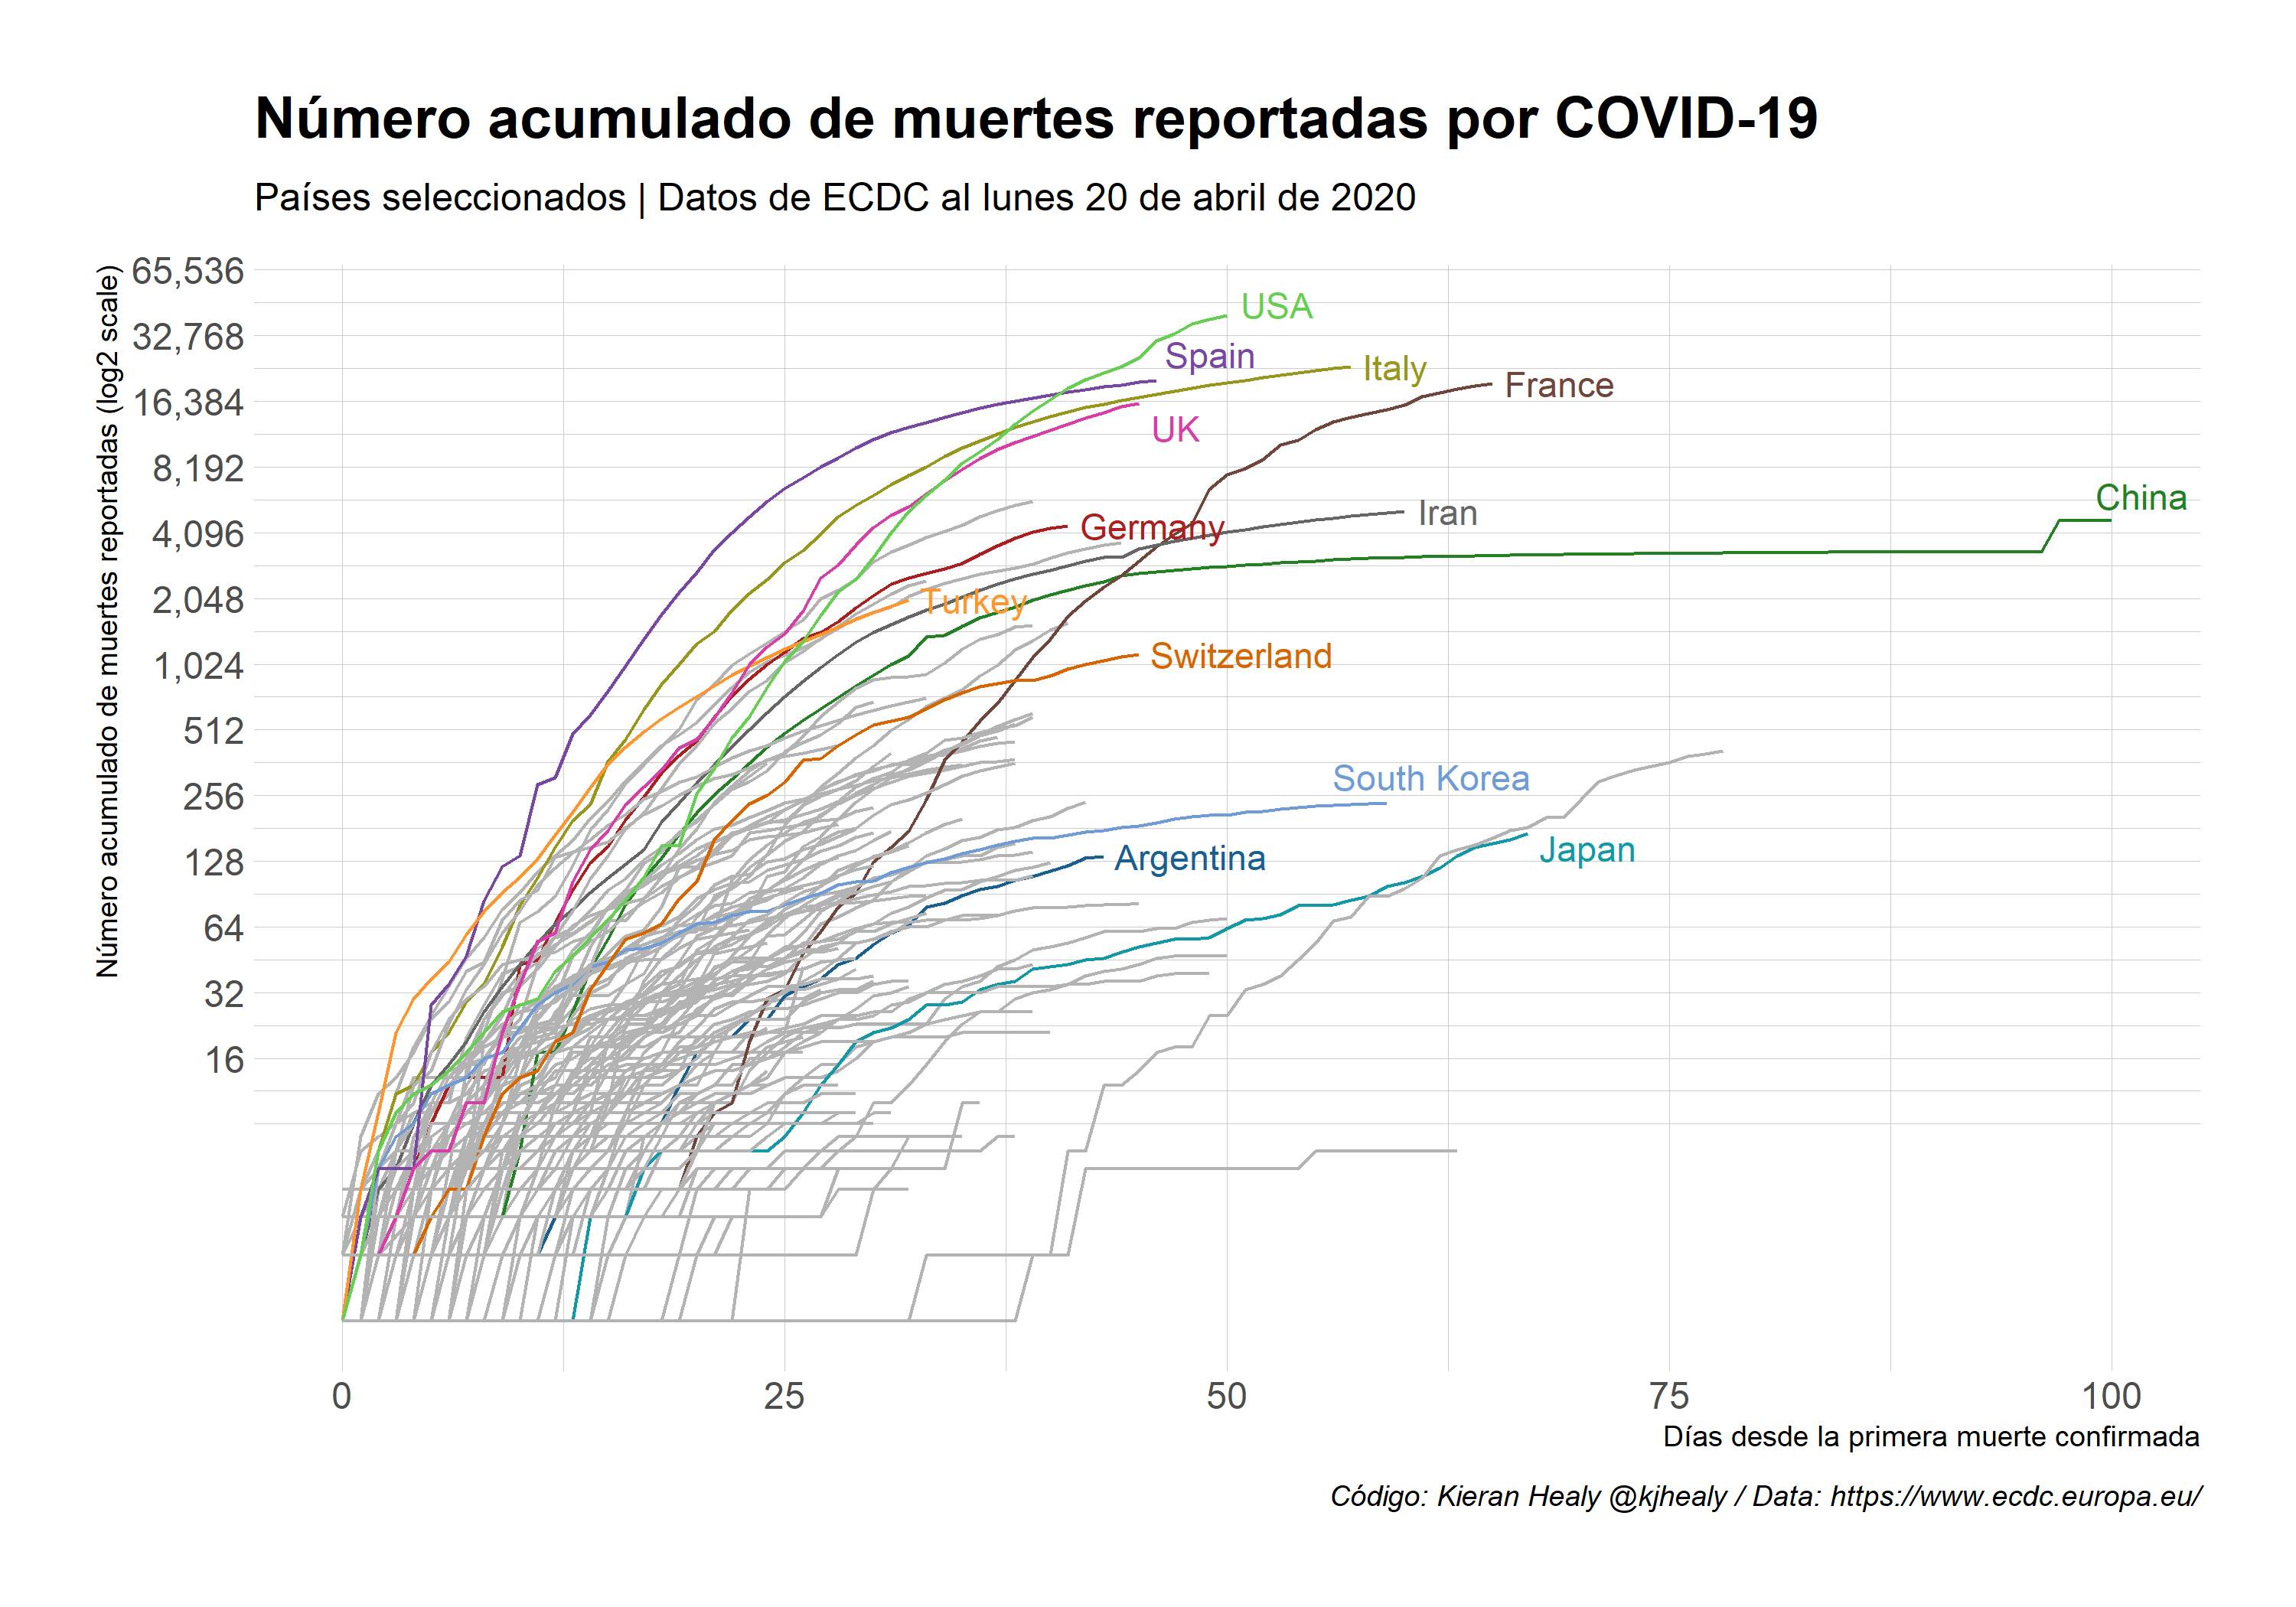 Número acumulado de muertes reportadas por COVID-19
Países seleccionados | Datos de ECDC al lunes 20 de abril de 2020
Número acumulado de muertes reportadas (log2 scale)
65,536
32,768
16,384
8,192
4,096
2,048
1,024
512
256
128
64
32
16
USA
Spain
Italy
France
UK
China
Iran
Germany
Turkey
Switzerland
South Korea
Japan
Argentina
0
25
50
75
100
Días desde la primera muerte confirmada
Código: Kieran Healy @kjhealy / Data: https://www.ecdc.europa.eu/